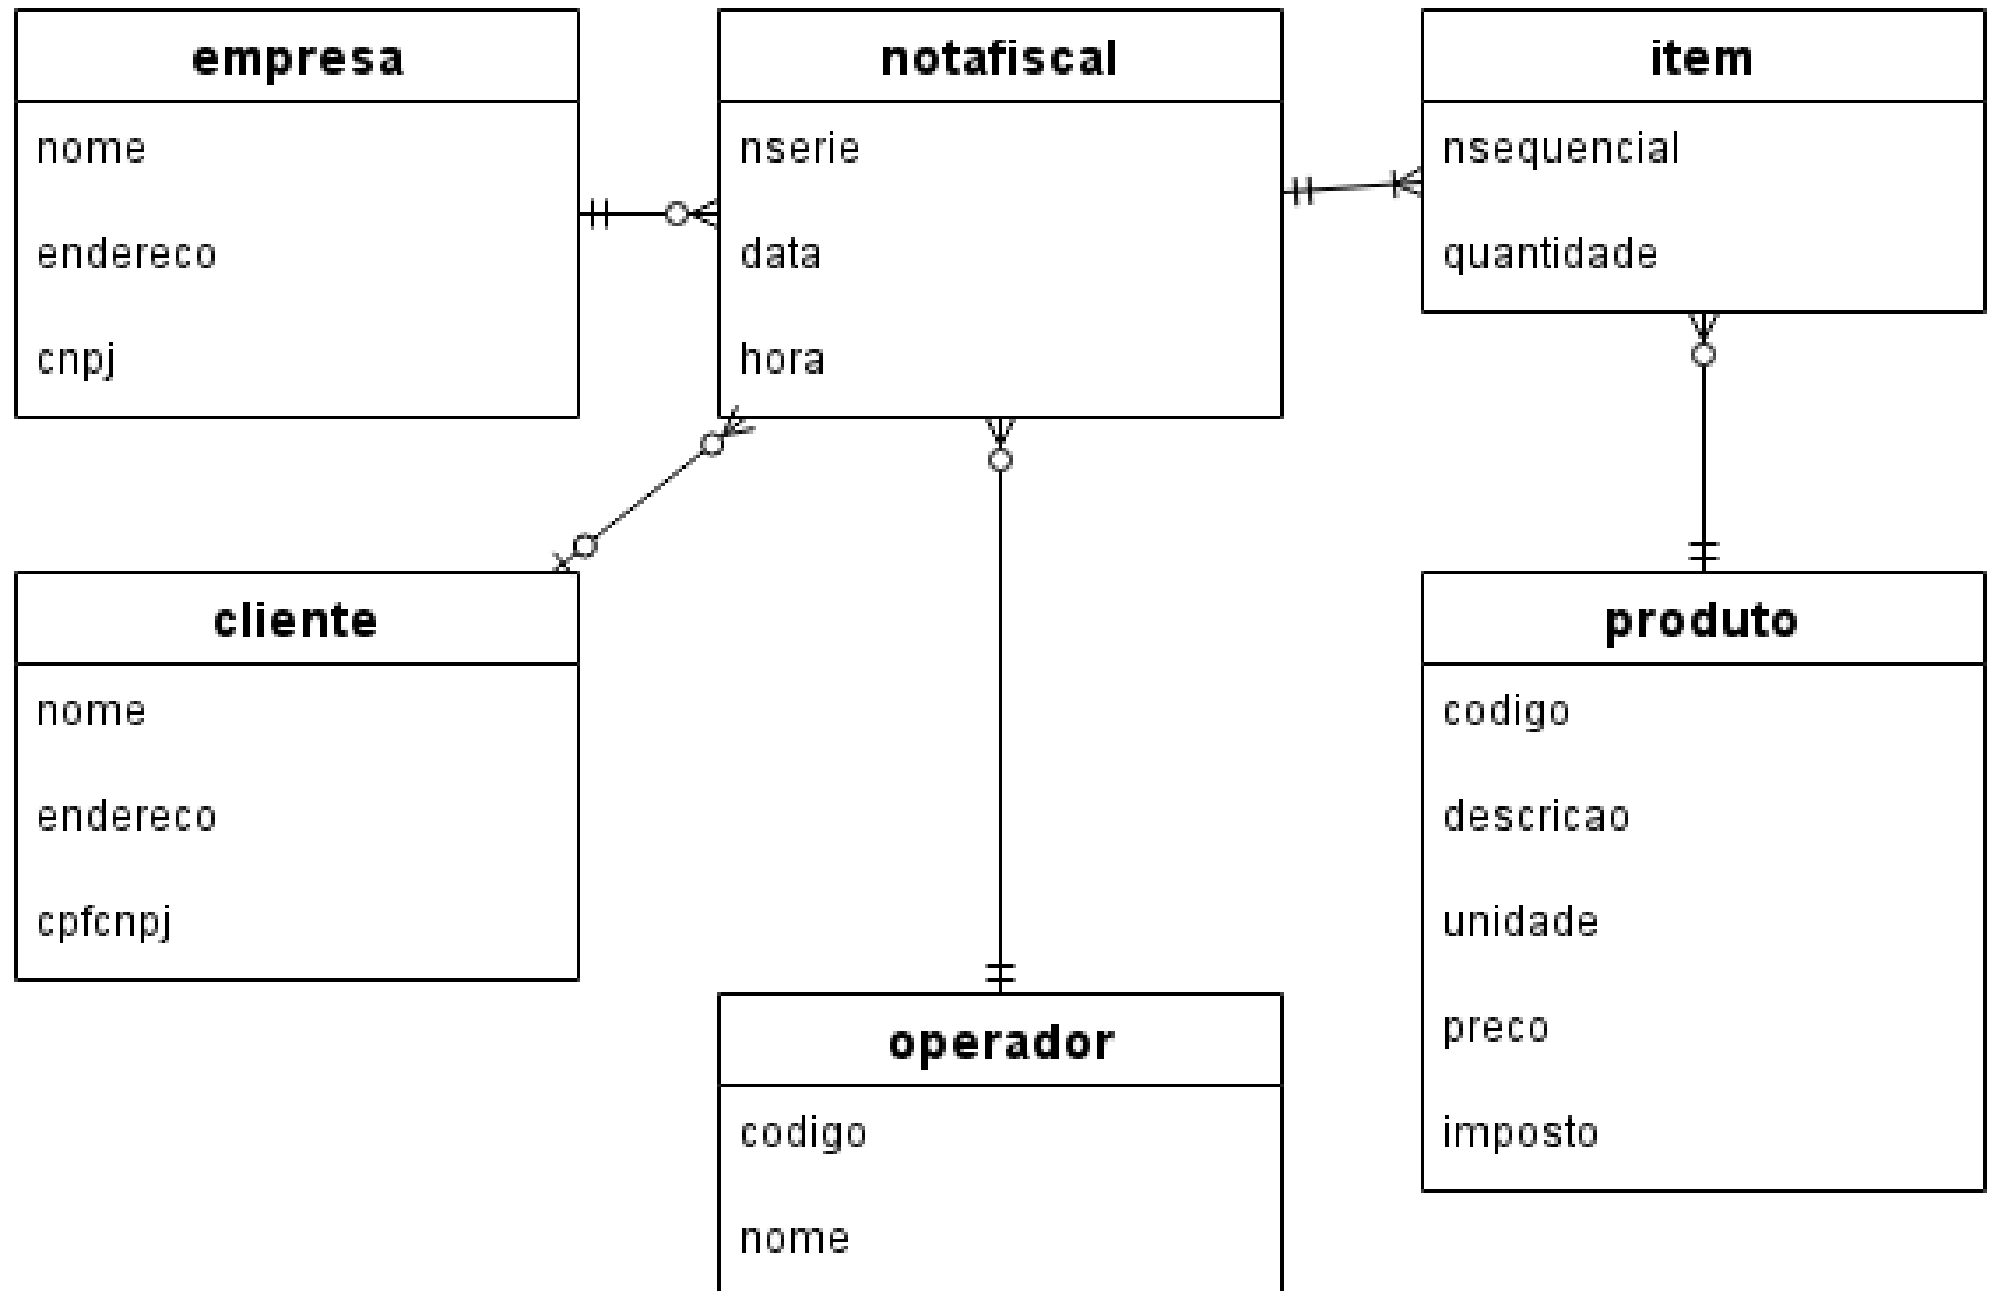 empresa
nome
endereco
cnpj
notafiscal
nserie
data
hora
item
nsequencial
quantidade
cliente
nome
endereco
cpfcnpj
operador
codigo
nome
produto
codigo
descricao
unidade
preco
imposto